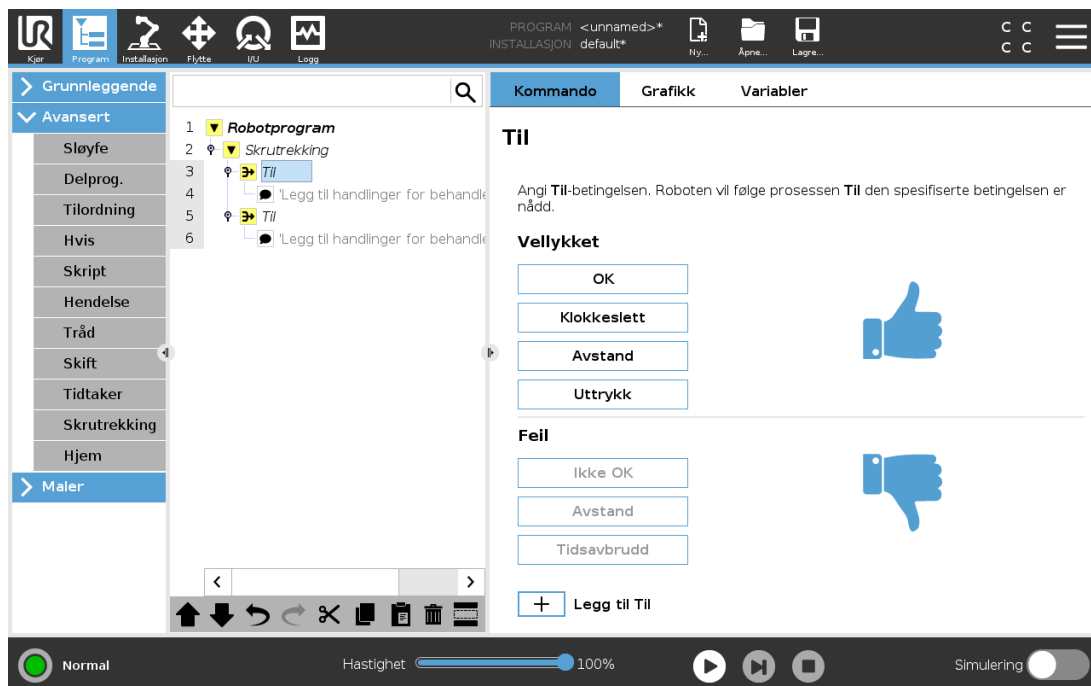 PROGRAM <unnamed>*
INSTALLASJON default*
Kjør Program Installasjon Flytte I/U Logg
Ny... Åpne... Lagre...
C C
C C
Grunnleggende
Avansert
Sløyfe
Delprog.
Tilordning
Hvis
Skript
Hendelse
Tråd
Skift
Tidtaker
Skrutrekking
Hjem
Maler
1 Robotprogram
2 Skrutrekking
3 Til
4 'Legg til handlinger for behandle
5 Til
6 'Legg til handlinger for behandle
Kommando Grafikk Variabler
Til
Angi Til-betingelsen. Roboten vil følge prosessen Til den spesifiserte betingelsen er
nådd.
Vellykket
OK
Klokkeslett
Avstand
Uttrykk
Feil
Ikke OK
Avstand
Tidsavbrudd
Legg til Til
Normal
Hastighet 100%
Simulering